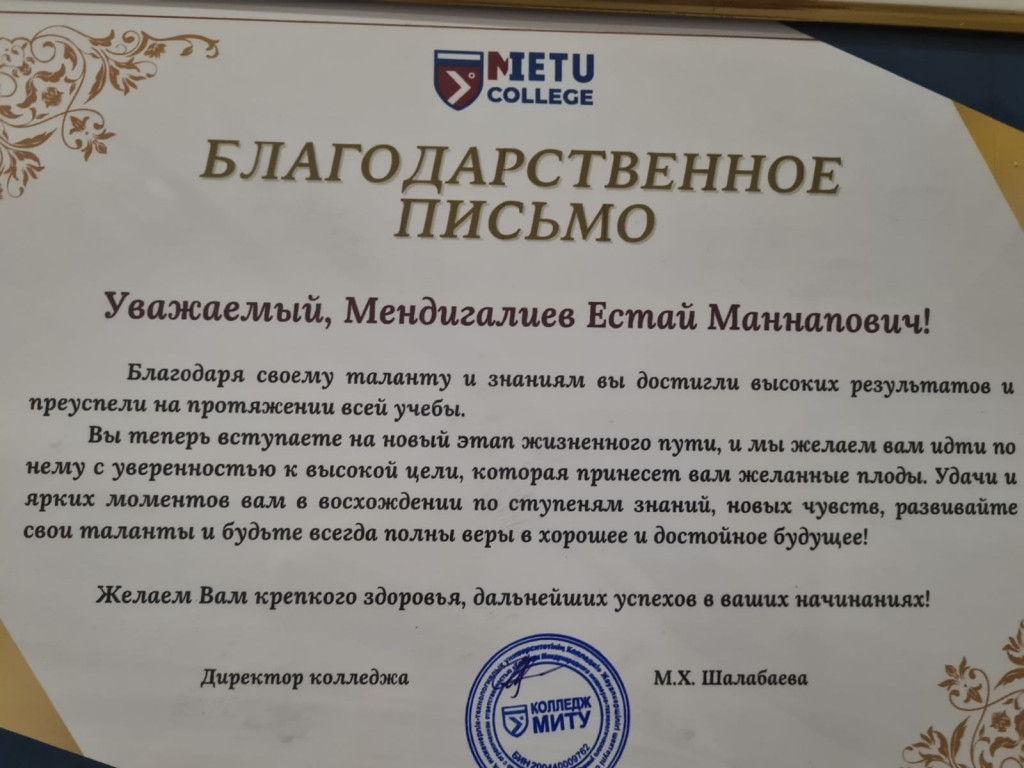 MIETU
COLLEGE
БЛАГОДАРСТВЕННОЕ
ПИСЬМО
Уважаемый, Мендигалиев Естай Маннапович!
Благодаря своему таланту и знаниям вы достигли высоких результатов и
преуспели на протяжении всей учебы.
Вы теперь вступаете на новый этап жизненного пути, и мы желаем вам идти по
нему с уверенностью к высокой цели, которая принесет вам желанные плоды. Удачи и
ярких моментов вам в восхождении по ступеням знаний, новых чувств, развивайте
свои таланты и будьте всегда полны веры в хорошее и достойное будущее!
Желаем Вам крепкого здоровья, дальнейших успехов в ваших начинаниях!
Директор колледжа
М.Х. Шалабаева
КОЛЛЕДЖ
МИТУ
БИН 200440009762